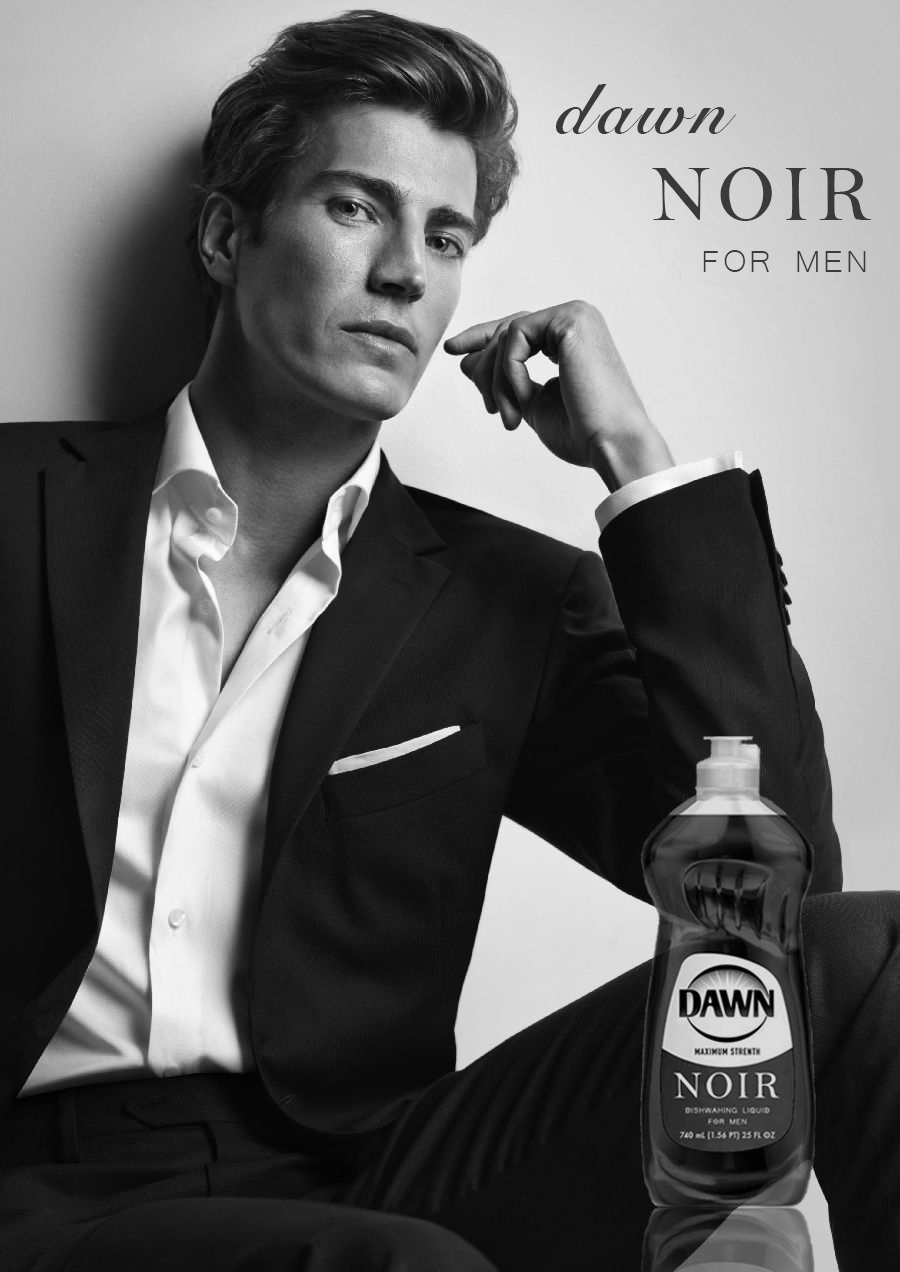 dawn
NOIR
FOR MEN
DAWN
MAXIMUM STRENTH
NOIR
DISHWAHING LIQUID
FOR MEN
740 mL (1.56 PT) 25 FL OZ